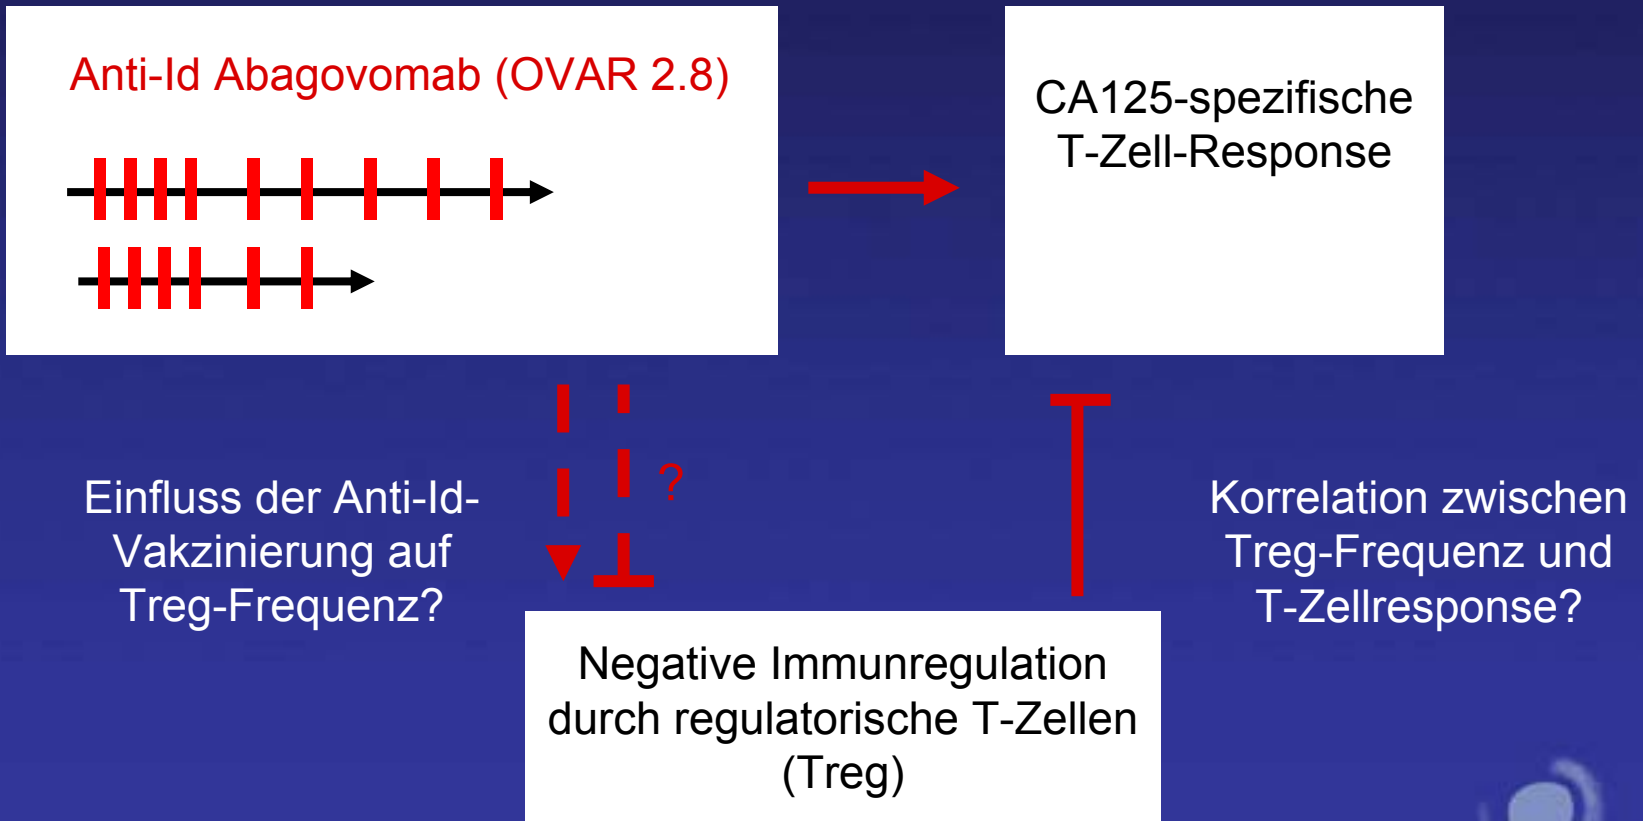 Anti-Id Abagovomab (OVAR 2.8)
CA125-spezifische
T-Zell-Response
?
Einfluss der Anti-Id-
Vakzinierung auf
Treg-Frequenz?
Korrelation zwischen
Treg-Frequenz und
T-Zellresponse?
Negative Immunregulation
durch regulatorische T-Zellen
(Treg)